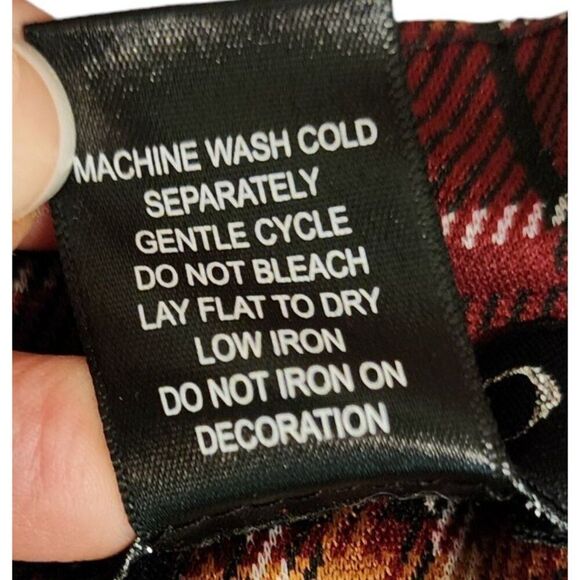 MACHINE WASH COLD
SEPARATELY
GENTLE CYCLE
DO NOT BLEACH
LAY FLAT TO DRY
LOW IRON
DO NOT IRON ON
DECORATION